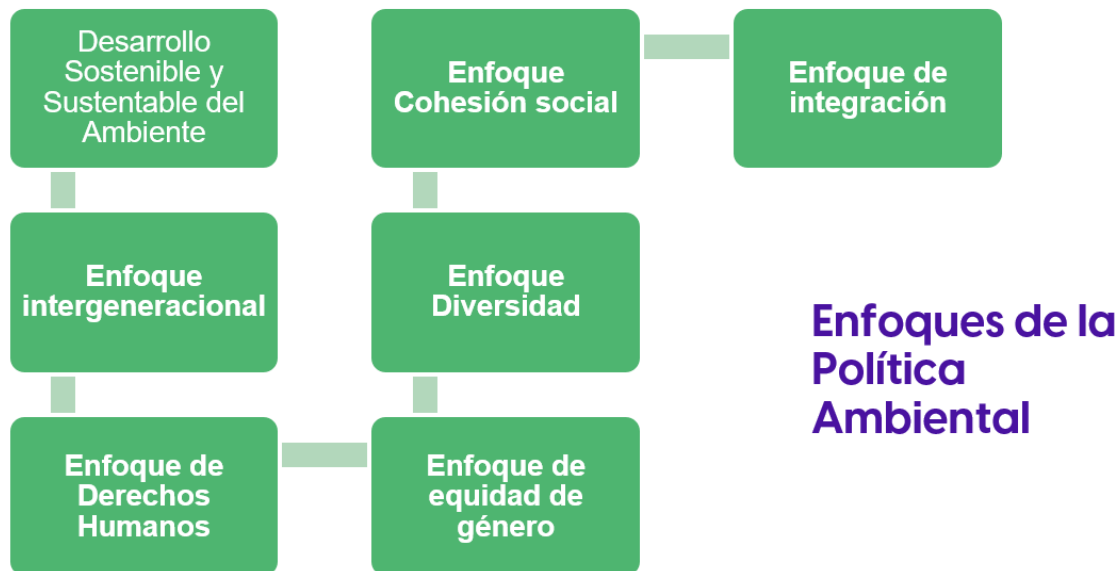 Desarrollo
Sostenible y
Sustentable del
Ambiente
Enfoque
intergeneracional
Enfoque de
Derechos
Humanos
Enfoque de
equidad de
género
Enfoque
Diversidad
Enfoque
Cohesión social
Enfoque de
integración
Enfoques de la
Política
Ambiental